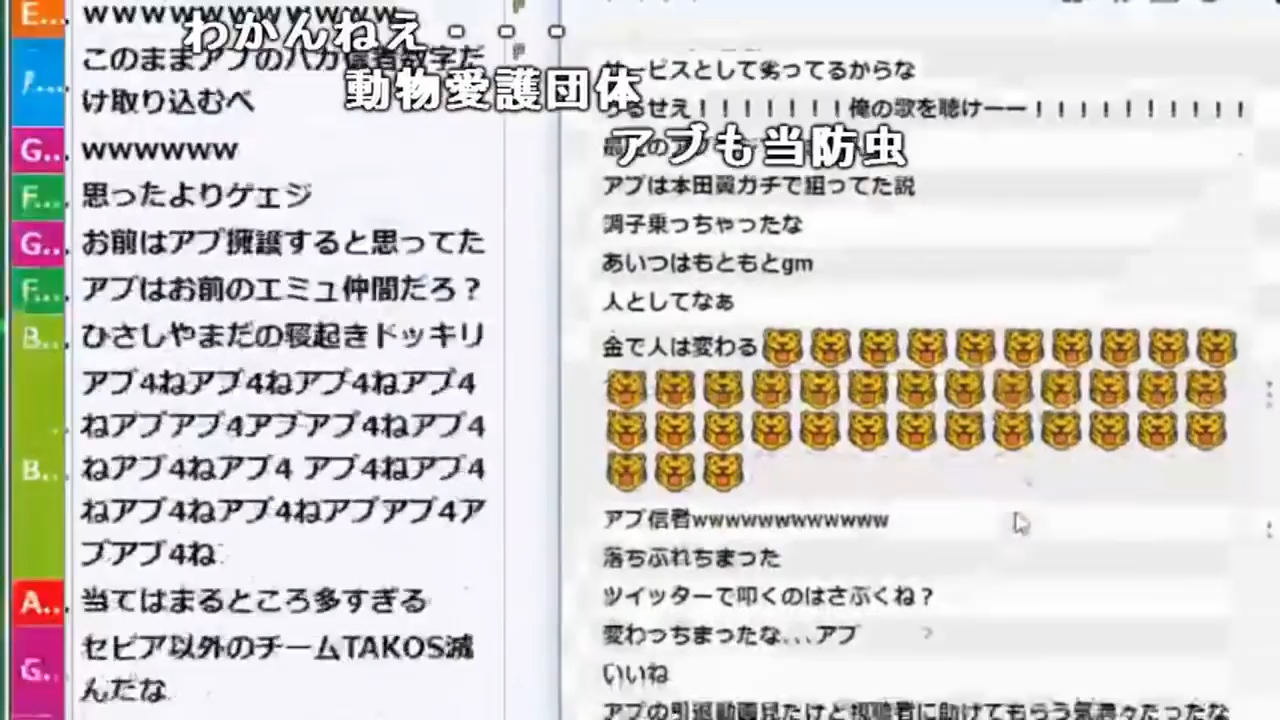 E...
wwwwwwwwwwww
わかんねえ・・・
このままアブのバカ信者数字だ
け取り込むべ
動物愛護団体
G...
wwwwww
F...
思ったよりゲェジ
G...
お前はアブ擁護すると思ってた
F...
アブはお前のエミュ仲間だろ？
B...
ひさしやまだの寝起きドッキリ
アブ4ねアブ4ねアブ4ねアブ4
ねアブアブ4アブアブ4ねアブ4
B...
ねアブ4ねアブ4 アブ4ねアブ4
ねアブ4ねアブ4ねアブアブ4ア
ブアブ4ね
A...
当てはまるところ多すぎる
G...
セピア以外のチームTAKOS滅
んだな
サービスとして劣ってるからな
うるせえ！！！！！！！俺の歌を聴けーー！！！！！！！！！！
アブも当防虫
アブは本田翼ガチで狙ってた説
調子乗っちゃったな
あいつはもともとgm
人としてなぁ
金で人は変わる🐯🐯🐯🐯🐯🐯🐯🐯🐯🐯
🐯🐯🐯🐯🐯🐯🐯🐯🐯🐯🐯🐯🐯
🐯🐯🐯🐯🐯🐯🐯🐯🐯🐯🐯🐯🐯
🐯🐯🐯
アブ信者wwwwwwwwwwwww
落ちぶれちまった
ツイッターで叩くのはさぶくね？
変わっちまったな...アブ
いいね
アブの引退動画見たけど視聴者に助けてもらう気満々だったな